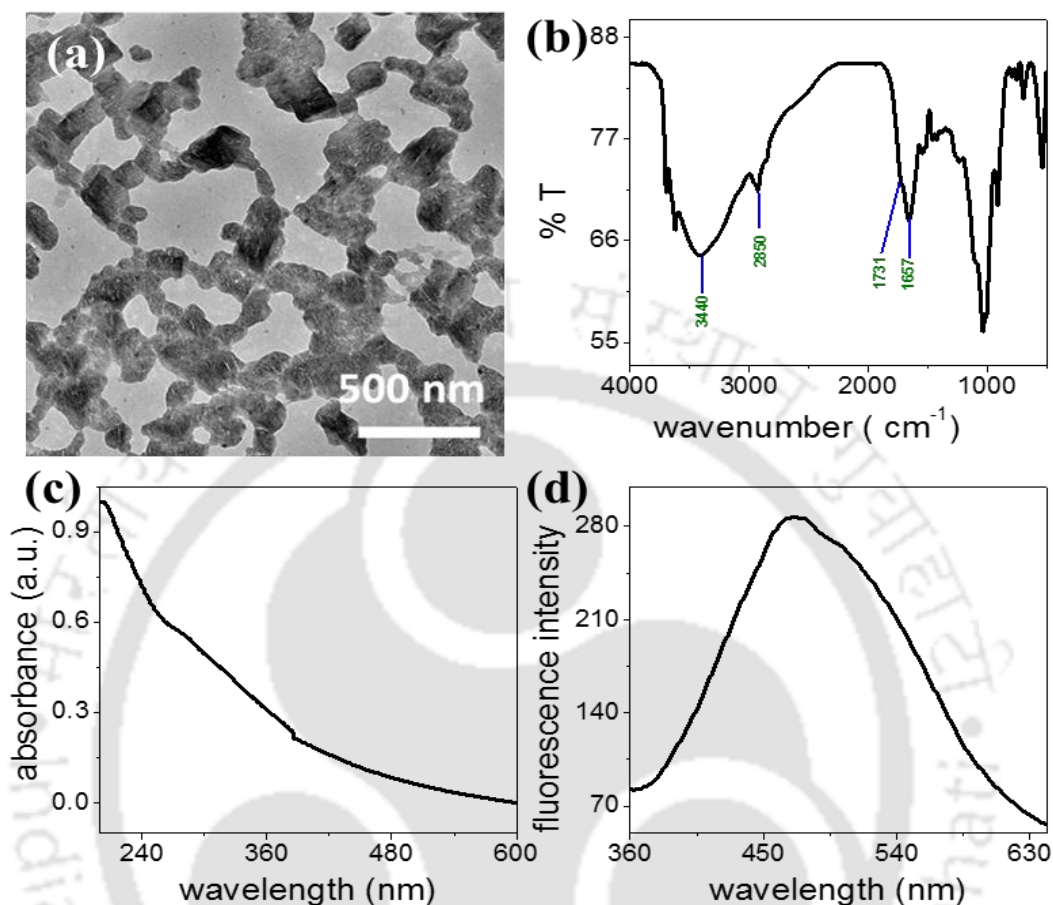 (a)
500 nm
(b)
% T
88
77
66
55
3440
2850
1731
1657
4000 3000 2000 1000
wavenumber ( cm⁻¹)
(c)
absorbance (a.u.)
0.9
0.6
0.3
0.0
240 360 480 600
wavelength (nm)
(d)
fluorescence intensity
280
210
140
70
360 450 540 630
wavelength (nm)